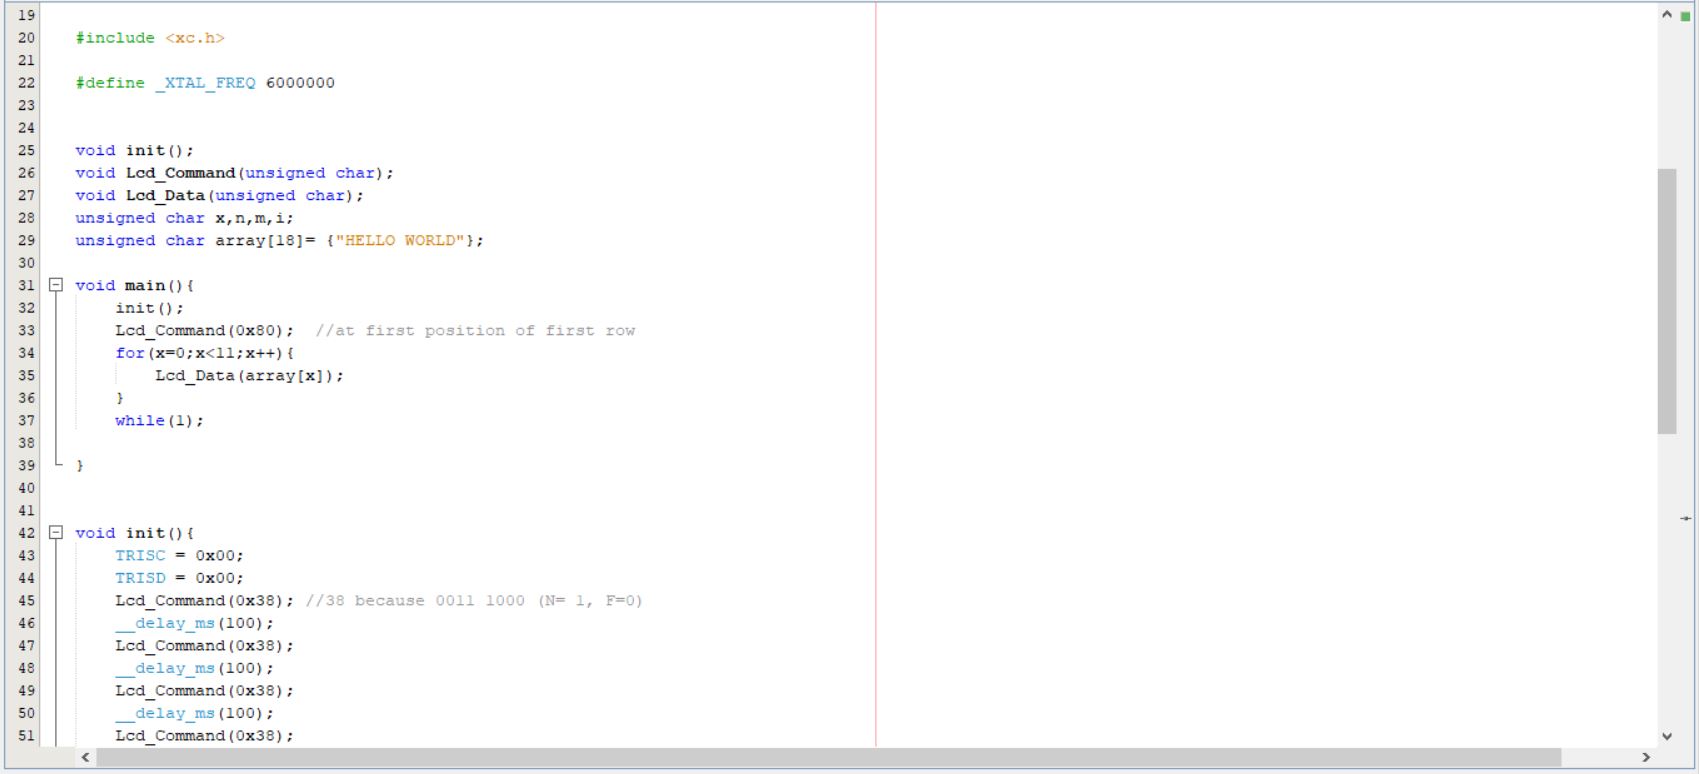 19
20 #include <xc.h>
21
22 #define _XTAL_FREQ 6000000
23
24
25 void init();
26 void Lcd_Command(unsigned char);
27 void Lcd_Data(unsigned char);
28 unsigned char x,n,m,i;
29 unsigned char array[18]= {"HELLO WORLD"};
30
31 void main(){
32 init();
33 Lcd_Command(0x80);  //at first position of first row
34 for(x=0;x<11;x++){
35 Lcd_Data(array[x]);
36 }
37 while(1);
38
39 }
40
41
42 void init(){
43 TRISC = 0x00;
44 TRISD = 0x00;
45 Lcd_Command(0x38); //38 because 0011 1000 (N= 1, F=0)
46 __delay_ms(100);
47 Lcd_Command(0x38);
48 __delay_ms(100);
49 Lcd_Command(0x38);
50 __delay_ms(100);
51 Lcd_Command(0x38);